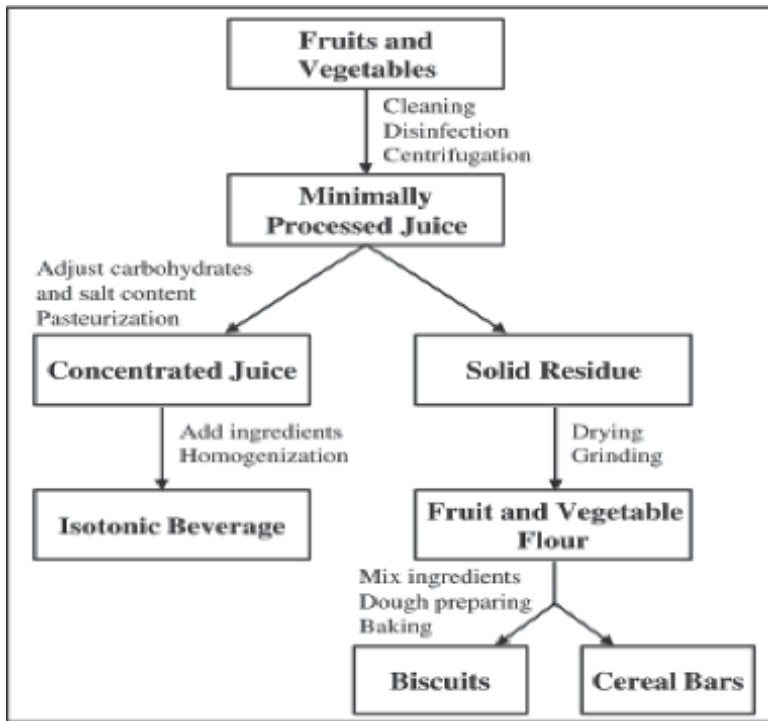 Fruits and
Vegetables
Cleaning
Disinfection
Centrifugation
Minimally
Processed Juice
Adjust carbohydrates
and salt content
Pasteurization
Concentrated Juice
Solid Residue
Add ingredients
Homogenization
Drying
Grinding
Isotonic Beverage
Fruit and Vegetable
Flour
Mix ingredients
Dough preparing
Baking
Biscuits
Cereal Bars